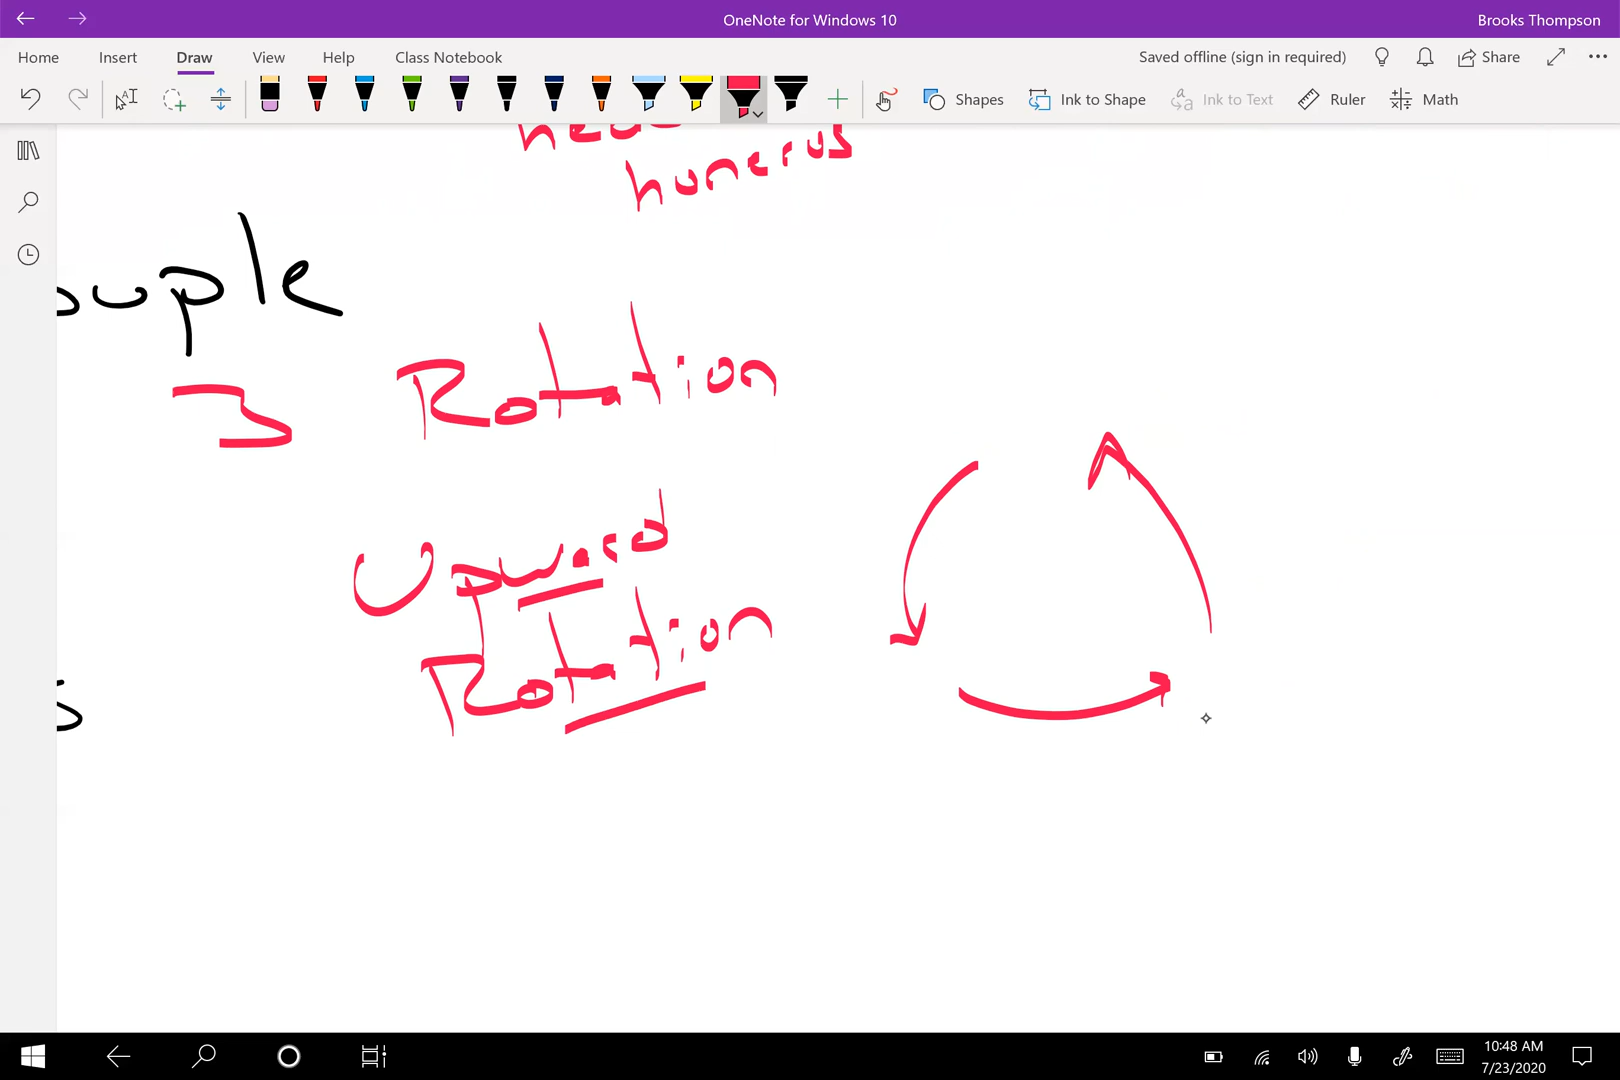 OneNote for Windows 10
Brooks Thompson
Home Insert Draw View Help Class Notebook
Saved offline (sign in required) Share
Shapes Ink to Shape Ink to Text Ruler Math
humerus
ouple
3 Rotation
Upward
Rotation
s
10:48 AM
7/23/2020